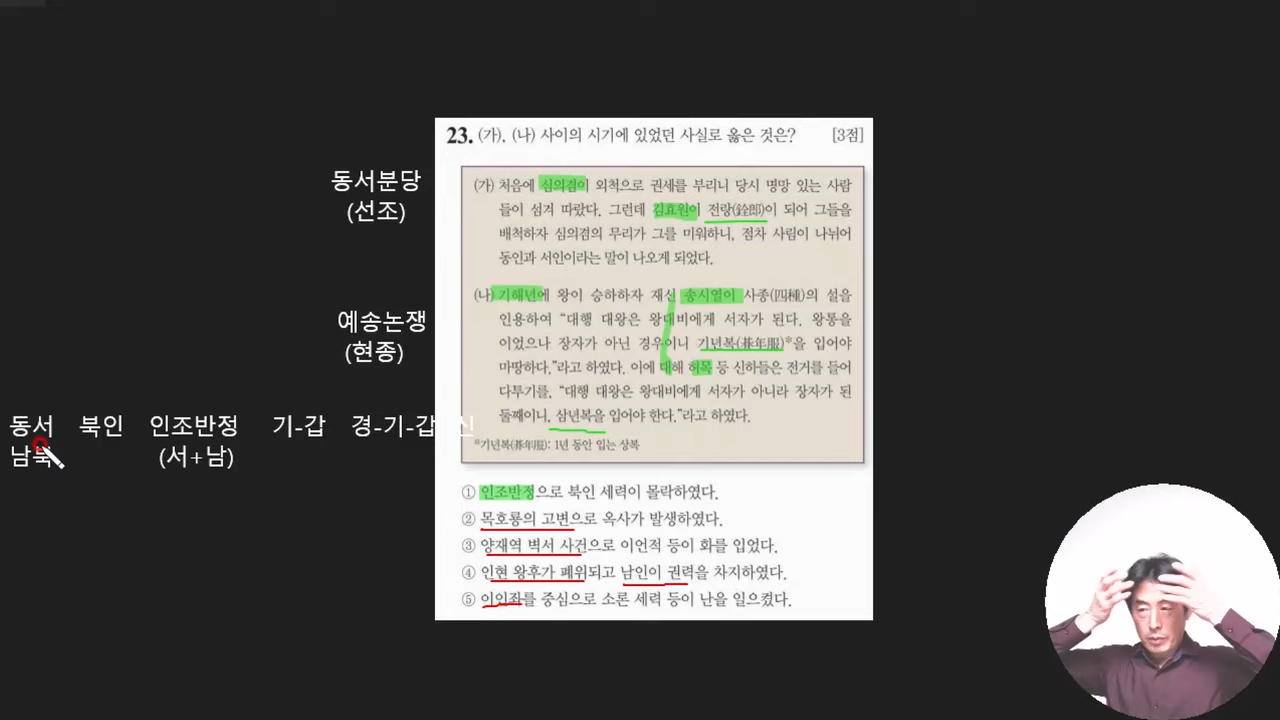 동서분당
(선조)
예송논쟁
(현종)
동서 북인 인조반정 기-갑 경-기-갑-신
남북 (서+남)
23. (가), (나) 사이의 시기에 있었던 사실로 옳은 것은? [3점]
(가) 처음에 심의겸이 외척으로 권세를 부리니 당시 명망 있는 사람
들이 섬겨 따랐다. 그런데 김효원이 전랑(銓郎)이 되어 그들을
배척하자 심의겸의 무리가 그를 미워하니, 점차 사림이 나뉘어
동인과 서인이라는 말이 나오게 되었다.
(나) 기해년에 왕이 승하하자 재신 송시열이 사종(四種)의 설을
인용하여 “대행 대왕은 왕대비에게 서자가 된다. 왕통을
이었으나 장자가 아닌 경우이니 기년복(朞年服)*을 입어야
마땅하다.”라고 하였다. 이에 대해 허목 등 신하들은 전거를 들어
다투기를, “대행 대왕은 왕대비에게 서자가 아니라 장자가 된
둘째이니, 삼년복을 입어야 한다.”라고 하였다.
*기년복(朞年服): 1년 동안 입는 상복
① 인조반정으로 북인 세력이 몰락하였다.
② 목호룡의 고변으로 옥사가 발생하였다.
③ 양재역 벽서 사건으로 이언적 등이 화를 입었다.
④ 인현 왕후가 폐위되고 남인이 권력을 차지하였다.
⑤ 이인좌를 중심으로 소론 세력 등이 난을 일으켰다.